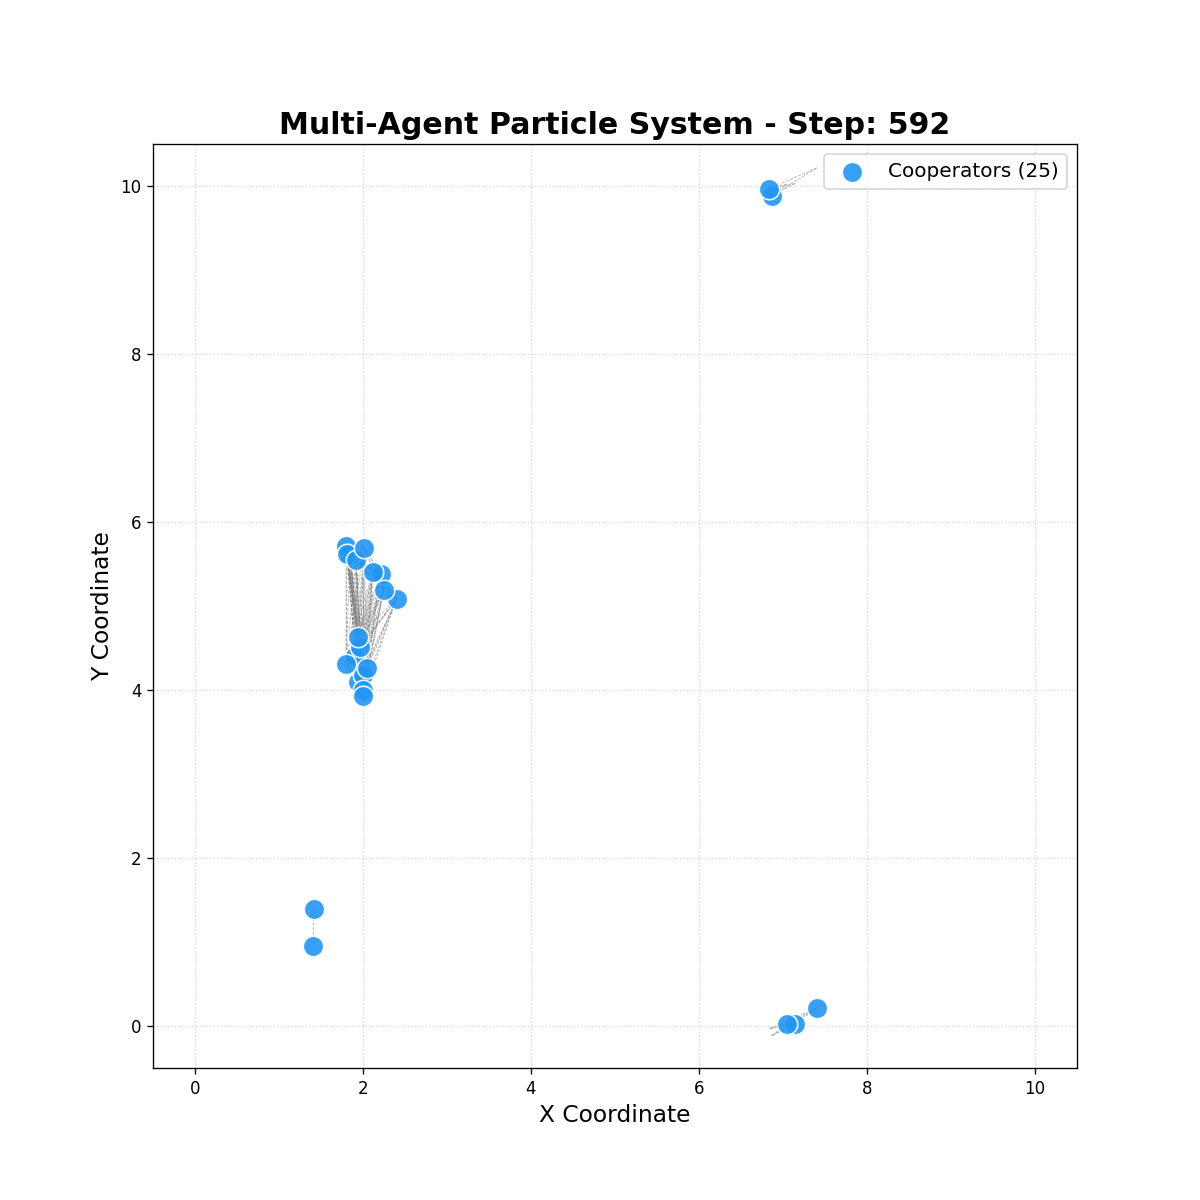 Multi-Agent Particle System - Step: 592
Cooperators (25)
10
8
6
4
2
0
Y Coordinate
0 2 4 6 8 10
X Coordinate